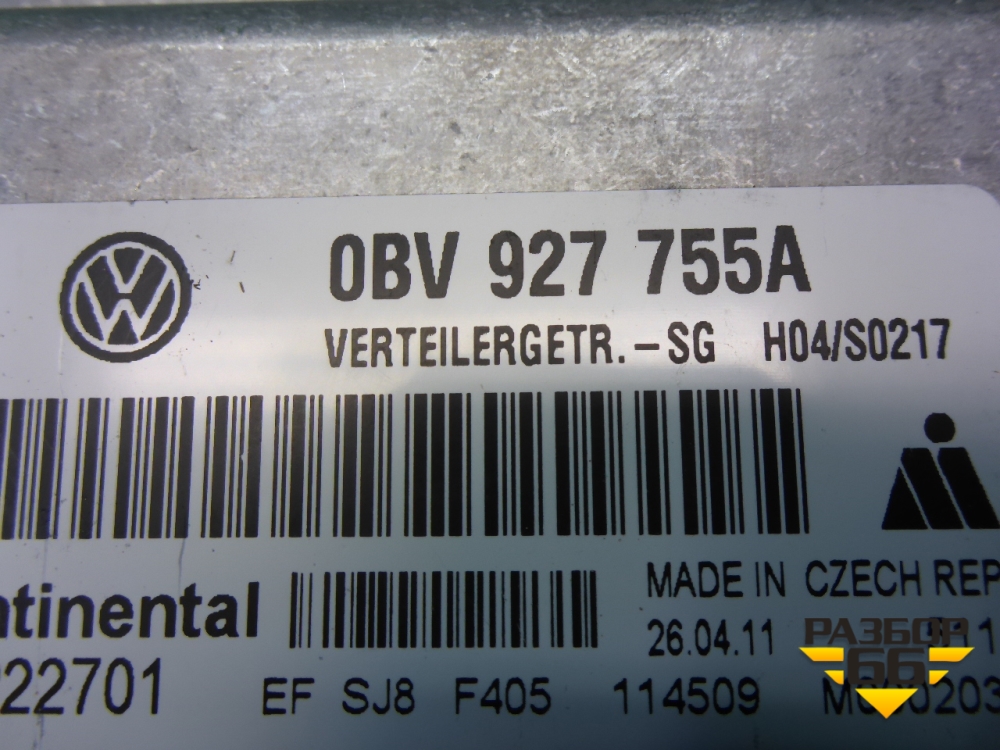 0BV 927 755A
VERTEILERGETR.-SG H04/S0217
ntinental
MADE IN CZECH REP
26.04.11
22701
EF SJ8 F405 114509
РАЗБОР
66